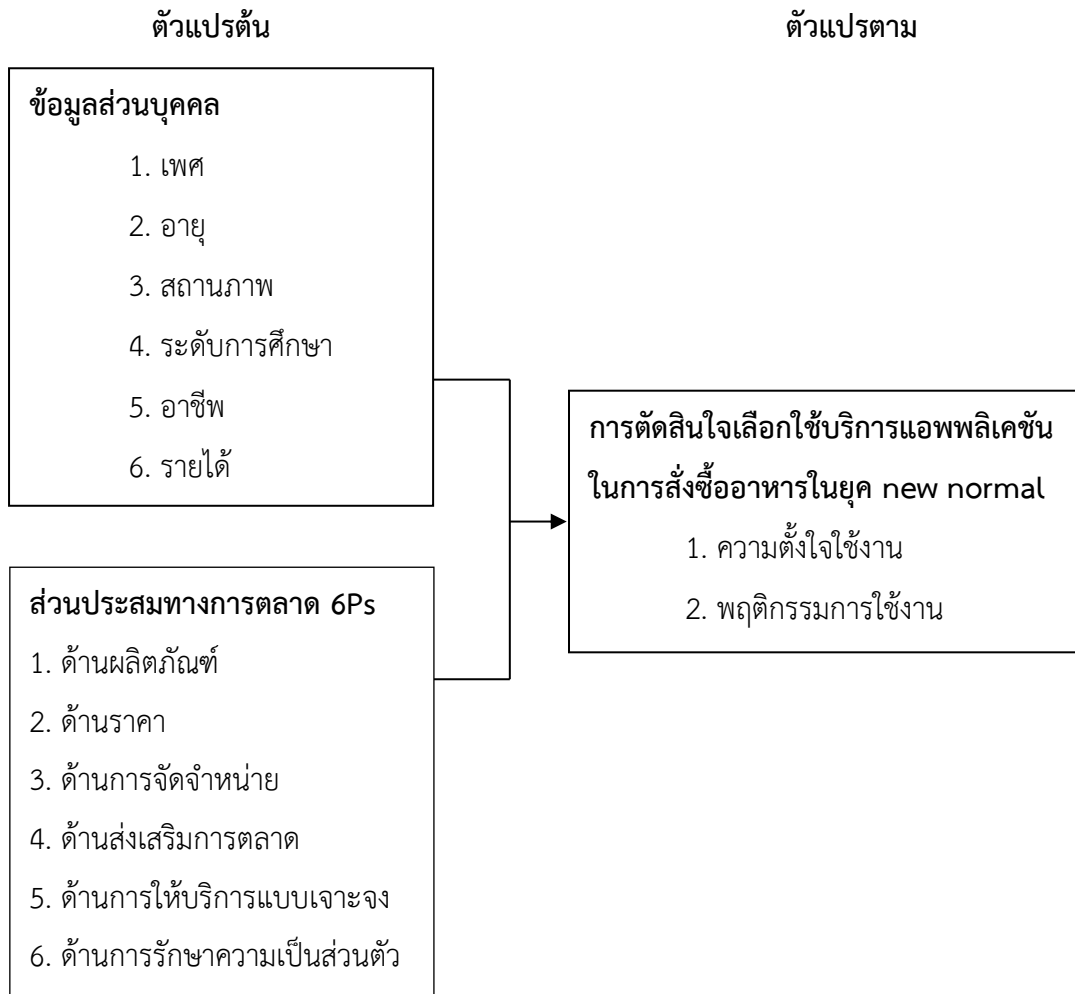 ตัวแปรต้น
ตัวแปรตาม
ข้อมูลส่วนบุคคล
1. เพศ
2. อายุ
3. สถานภาพ
4. ระดับการศึกษา
5. อาชีพ
6. รายได้
ส่วนประสมทางการตลาด 6Ps
1. ด้านผลิตภัณฑ์
2. ด้านราคา
3. ด้านการจัดจำหน่าย
4. ด้านส่งเสริมการตลาด
5. ด้านการให้บริการแบบเจาะจง
6. ด้านการรักษาความเป็นส่วนตัว
การตัดสินใจเลือกใช้บริการแอพพลิเคชัน
ในการสั่งซื้ออาหารในยุค new normal
1. ความตั้งใจใช้งาน
2. พฤติกรรมการใช้งาน